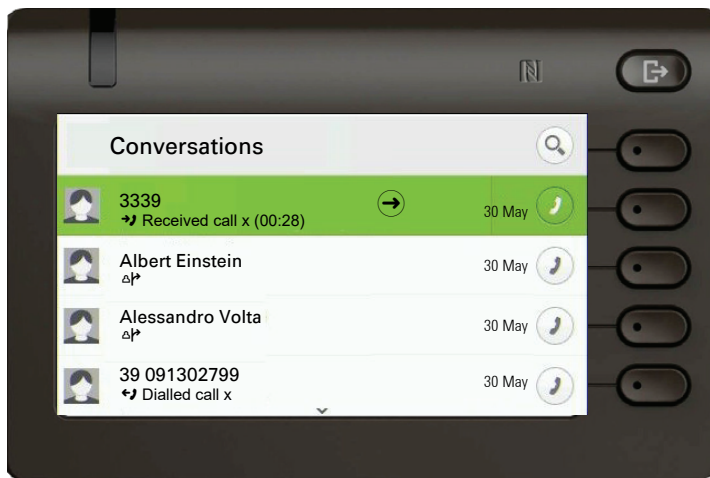 Conversations
3339
Received call x (00:28)
30 May
Albert Einstein
30 May
Alessandro Volta
30 May
39 091302799
Dialled call x
30 May